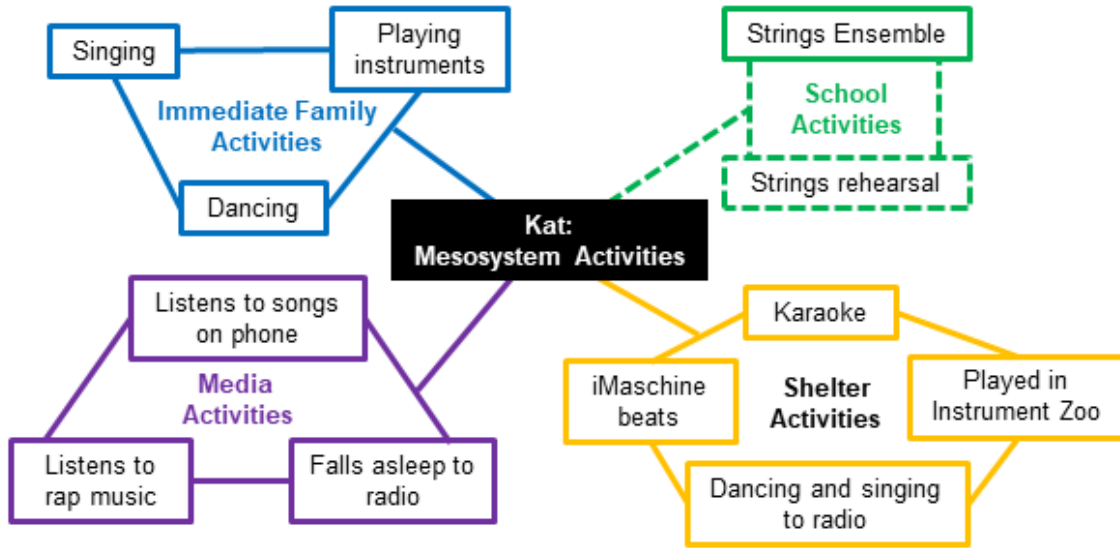 Singing
Playing
instruments
Immediate Family
Activities
Dancing
Strings Ensemble
School
Activities
Strings rehearsal
Kat:
Mesosystem Activities
Listens to songs
on phone
Media
Activities
Listens to
rap music
Falls asleep to
radio
Karaoke
iMaschine
beats
Shelter
Activities
Played in
Instrument Zoo
Dancing and singing
to radio